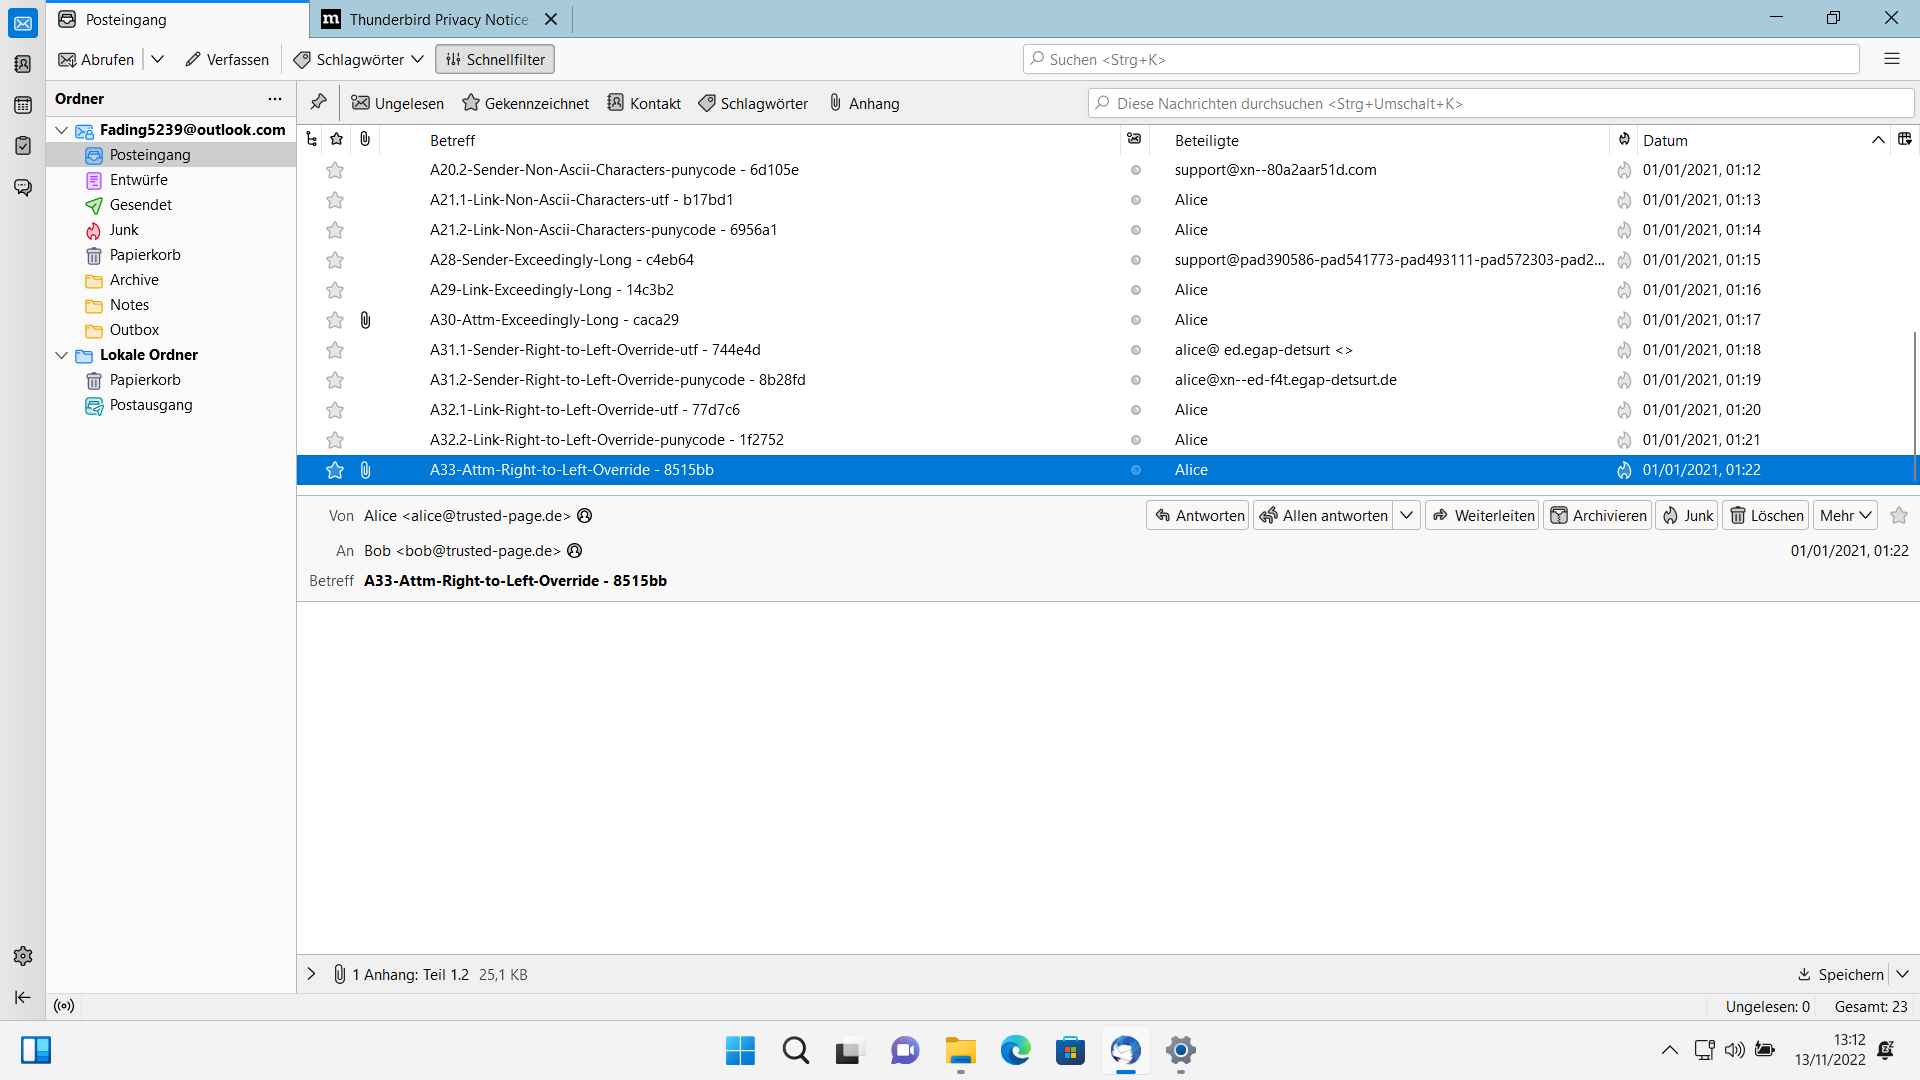 Posteingang
Thunderbird Privacy Notice
Abrufen Verfassen Schlagwörter Schnellfilter Suchen <Strg+K>
Ordner ...
Ungelesen Gekennzeichnet Kontakt Schlagwörter Anhang Diese Nachrichten durchsuchen <Strg+Umschalt+K>
Fading5239@outlook.com
Posteingang
Entwürfe
Gesendet
Junk
Papierkorb
Archive
Notes
Outbox
Lokale Ordner
Papierkorb
Postausgang
Betreff Beteiligte Datum
A20.2-Sender-Non-Ascii-Characters-punycode - 6d105e support@xn--80a2aar51d.com 01/01/2021, 01:12
A21.1-Link-Non-Ascii-Characters-utf - b17bd1 Alice 01/01/2021, 01:13
A21.2-Link-Non-Ascii-Characters-punycode - 6956a1 Alice 01/01/2021, 01:14
A28-Sender-Exceedingly-Long - c4eb64 support@pad390586-pad541773-pad493111-pad572303-pad2... 01/01/2021, 01:15
A29-Link-Exceedingly-Long - 14c3b2 Alice 01/01/2021, 01:16
A30-Attm-Exceedingly-Long - caca29 Alice 01/01/2021, 01:17
A31.1-Sender-Right-to-Left-Override-utf - 744e4d alice@ ed.egap-detsurt <> 01/01/2021, 01:18
A31.2-Sender-Right-to-Left-Override-punycode - 8b28fd alice@xn--ed-f4t.egap-detsurt.de 01/01/2021, 01:19
A32.1-Link-Right-to-Left-Override-utf - 77d7c6 Alice 01/01/2021, 01:20
A32.2-Link-Right-to-Left-Override-punycode - 1f2752 Alice 01/01/2021, 01:21
A33-Attm-Right-to-Left-Override - 8515bb Alice 01/01/2021, 01:22
Von Alice <alice@trusted-page.de> Antworten Allen antworten Weiterleiten Archivieren Junk Löschen Mehr
An Bob <bob@trusted-page.de> 01/01/2021, 01:22
Betreff A33-Attm-Right-to-Left-Override - 8515bb
1 Anhang: Teil 1.2 25,1 KB Speichern
Ungelesen: 0 Gesamt: 23
13:12
13/11/2022